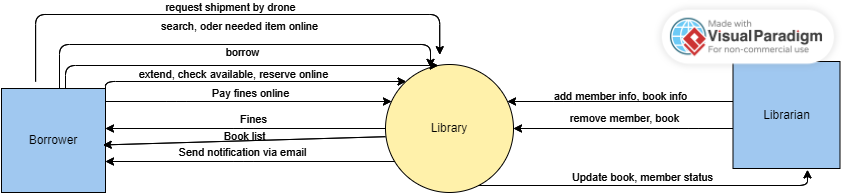 request shipment by drone
search, oder needed item online
borrow
extend, check available, reserve online
Pay fines online
Fines
Book list
Send notification via email
Borrower
Library
add member info, book info
remove member, book
Update book, member status
Librarian
Made with
Visual Paradigm
For non-commercial use